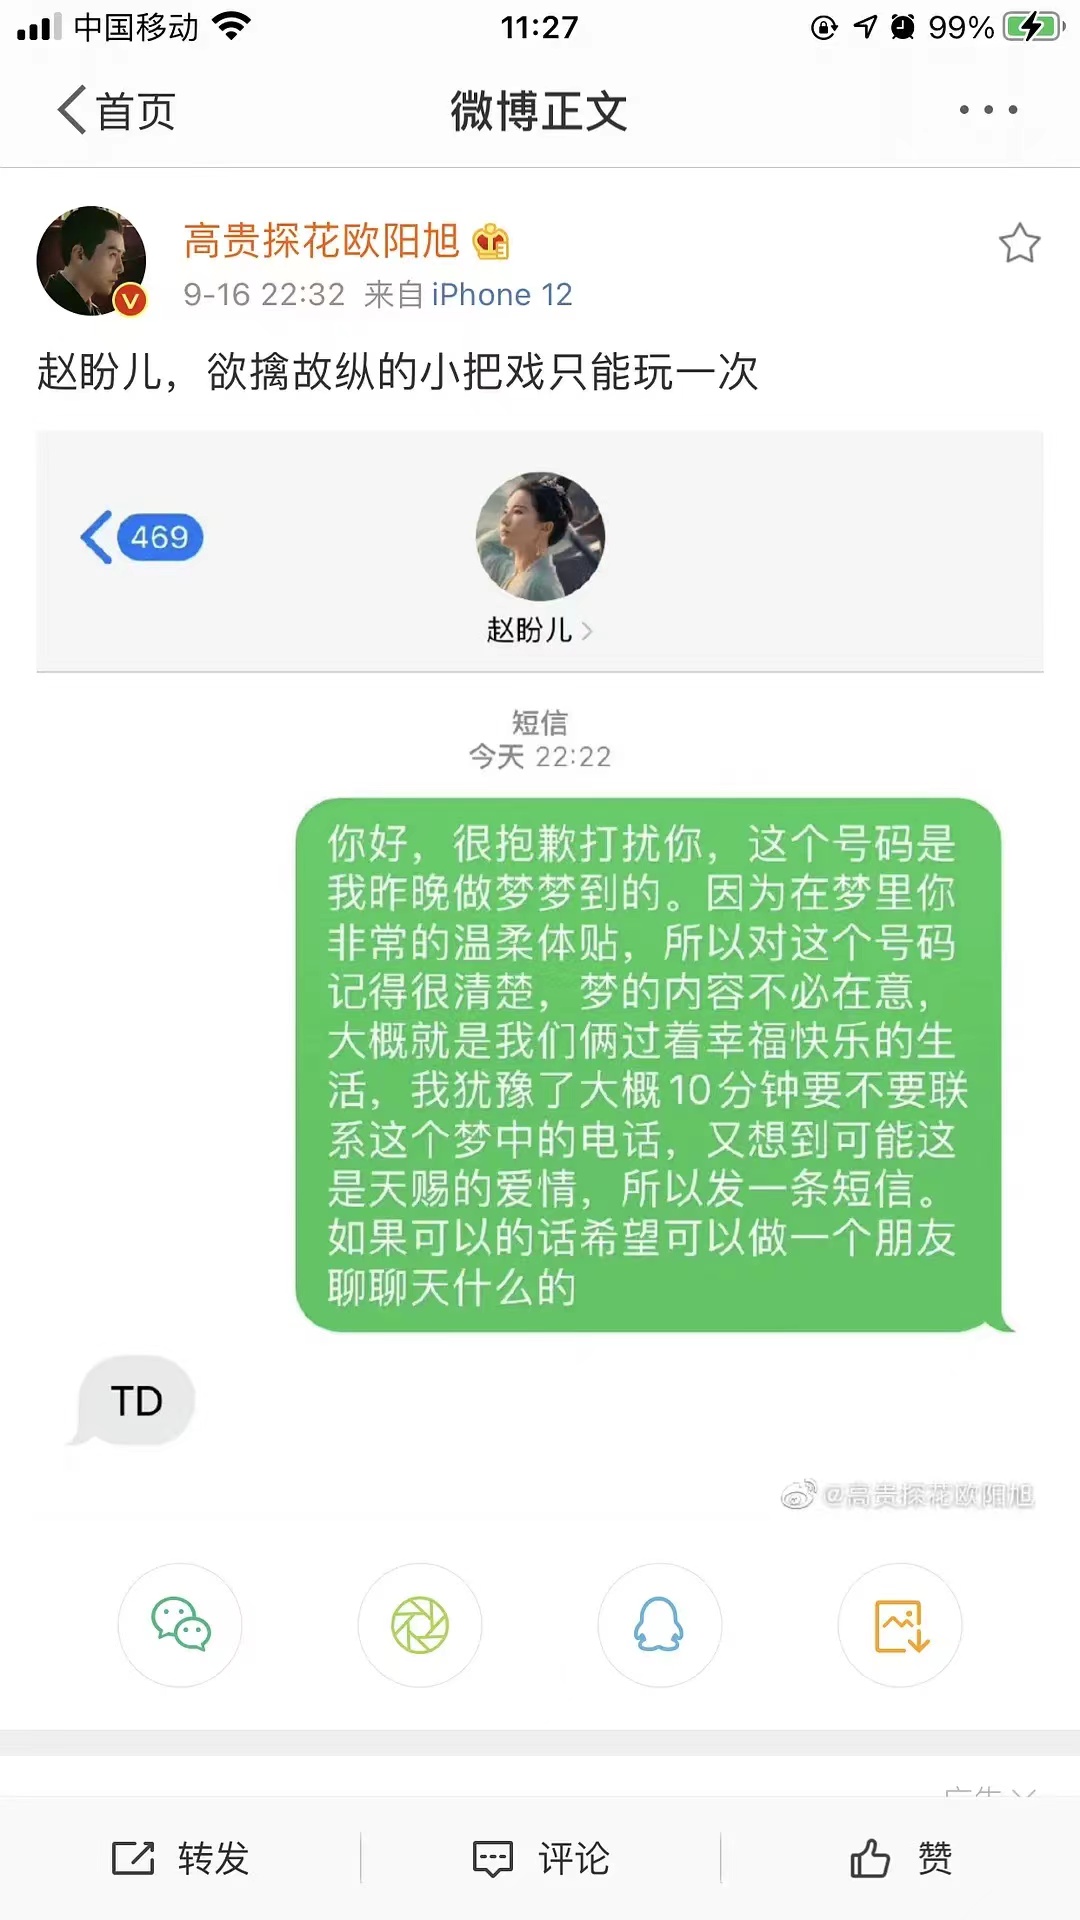 中国移动
11:27
99%
首页
微博正文
高贵探花欧阳旭
9-16 22:32 来自 iPhone 12
赵盼儿，欲擒故纵的小把戏只能玩一次
469
赵盼儿
短信
今天 22:22
你好，很抱歉打扰你，这个号码是
我昨晚做梦梦到的。因为在梦里你
非常的温柔体贴，所以对这个号码
记得很清楚，梦的内容不必在意，
大概就是我们俩过着幸福快乐的生
活，我犹豫了大概10分钟要不要联
系这个梦中的电话，又想到可能这
是天赐的爱情，所以发一条短信。
如果可以的话希望可以做一个朋友
聊聊天什么的
TD
@高贵探花欧阳旭
广告
转发
评论
赞